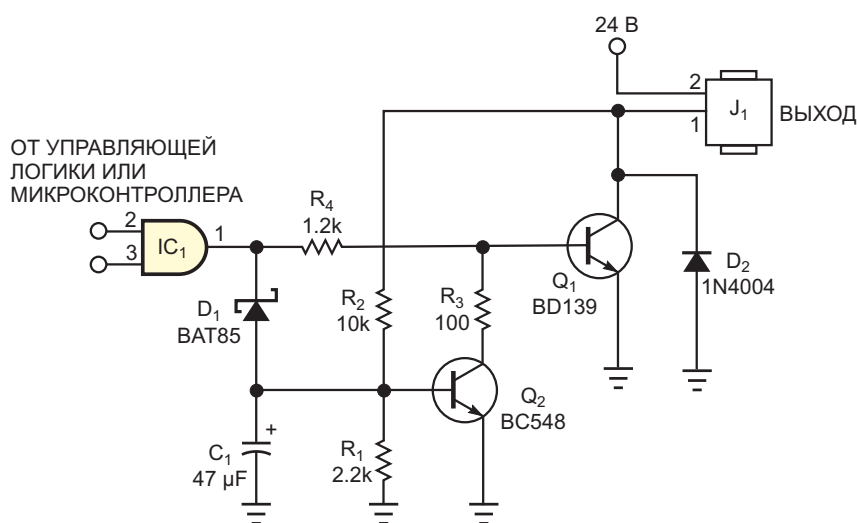 24 В
2
J1
1
ВЫХОД
ОТ УПРАВЛЯЮЩЕЙ
ЛОГИКИ ИЛИ
МИКРОКОНТРОЛЛЕРА
2
3
IC1
1
R4
1.2k
D1
BAT85
R2
10k
R3
100
Q1
BD139
D2
1N4004
Q2
BC548
+
C1
47 µF
R1
2.2k